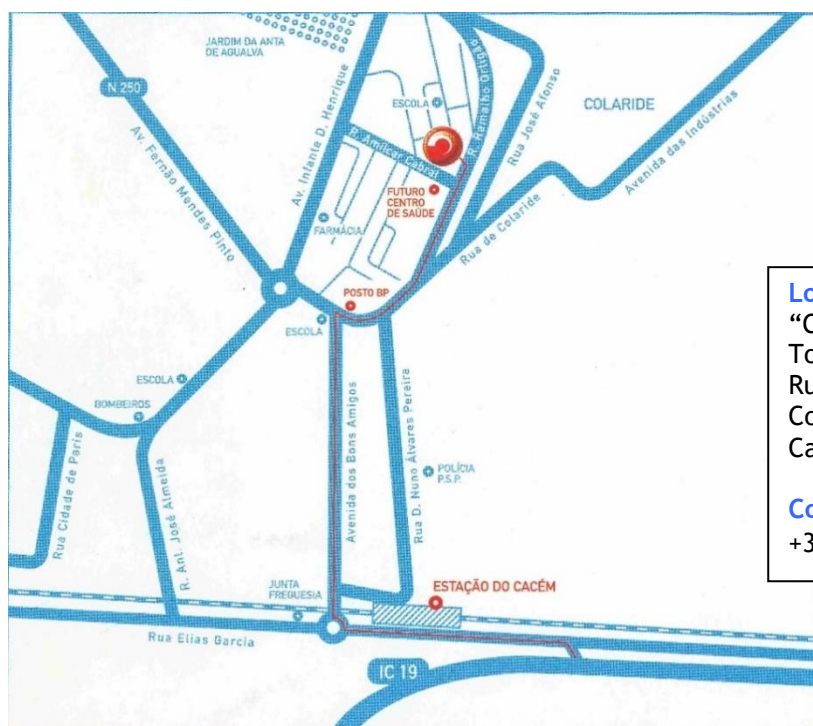 JARDIM DA ANTA
DE AGUALVA
N 250
Av. Fernão Mendes Pinto
Av. Infante D. Henrique
ESCOLA
R. Ramalho Ortigão
Rua José Afonso
COLARIDE
Avenida das Indústrias
R. Amílcar Cabral
FUTURO
CENTRO
DE SAÚDE
FARMÁCIA
Rua de Colaride
POSTO BP
ESCOLA
ESCOLA
BOMBEIROS
Rua Cidade de Paris
R. Ant. José Almeida
Avenida dos Bons Amigos
Rua D. Nuno Álvares Pereira
POLÍCIA
P.S.P.
JUNTA
FREGUESIA
ESTAÇÃO DO CACÉM
Rua Elias Garcia
IC 19
Lo
“C
To
Ru
Co
Ca
Co
+3